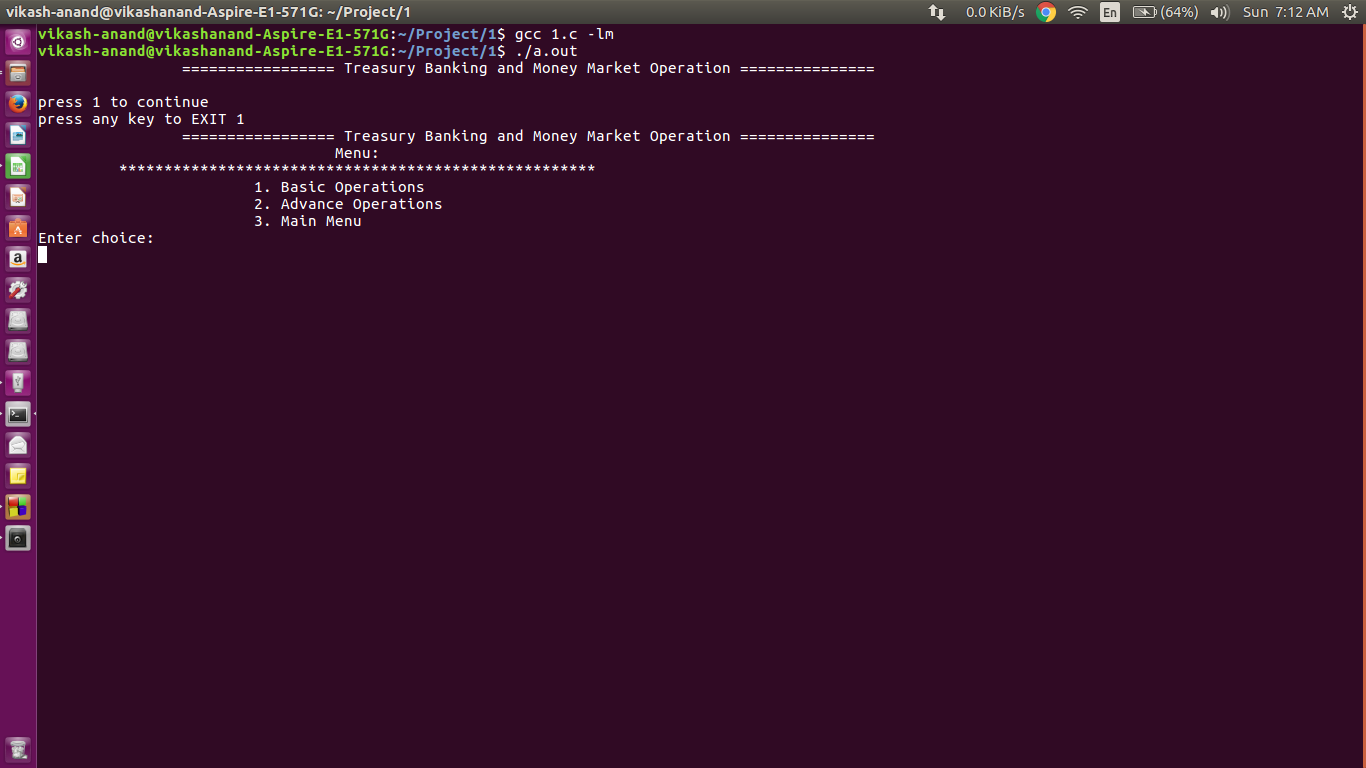 vikash-anand@vikashanand-Aspire-E1-571G: ~/Project/1 0.0 KiB/s En (64%) Sun 7:12 AM
vikash-anand@vikashanand-Aspire-E1-571G:~/Project/1$ gcc 1.c -lm
vikash-anand@vikashanand-Aspire-E1-571G:~/Project/1$ ./a.out
================= Treasury Banking and Money Market Operation ===============
press 1 to continue
press any key to EXIT 1
================= Treasury Banking and Money Market Operation ===============
Menu:
*****************************************************
1. Basic Operations
2. Advance Operations
3. Main Menu
Enter choice: